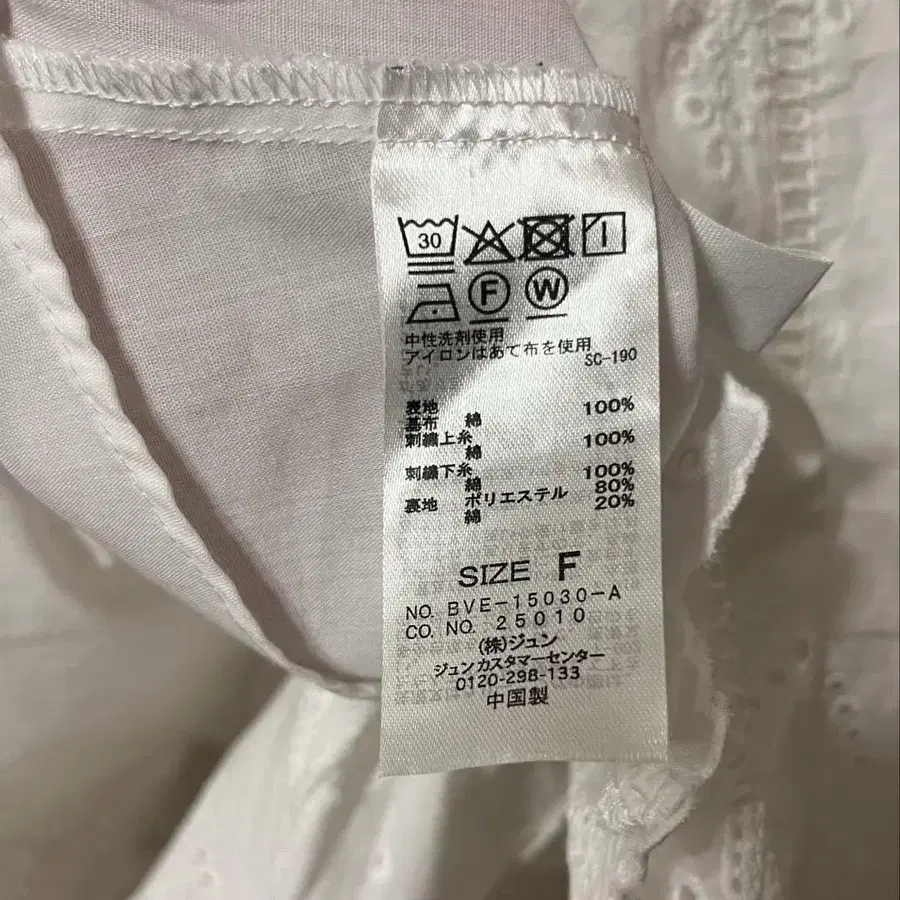 30
F W
中性洗剤使用
アイロンはあて布を使用
SC-190
表地
基布 綿 100%
刺繍上糸
綿 100%
刺繍下糸
綿 100%
裏地 ポリエステル 80%
綿 20%
SIZE F
NO. BVE-15030-A
CO. NO. 25010
(株)ジュン
ジュンカスタマーセンター
0120-298-133
中国製